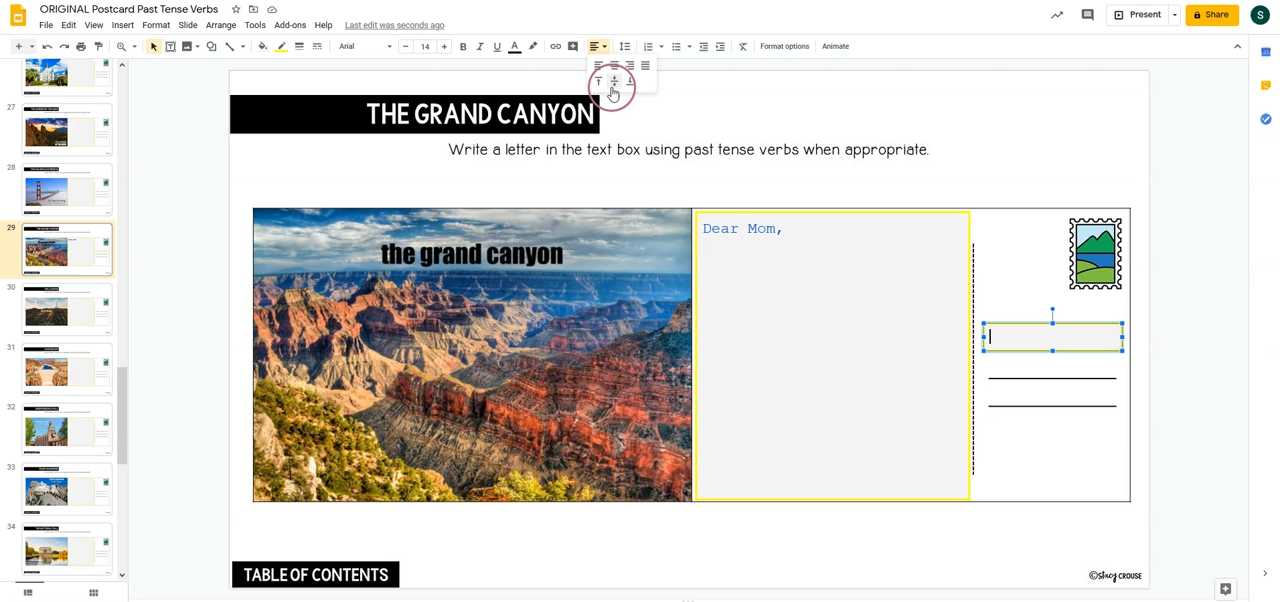 ORIGINAL Postcard Past Tense Verbs
File Edit View Insert Format Slide Arrange Tools Add-ons Help Last edit was seconds ago
Present
Share
S
Arial 14 B I U A Format options Animate
THE GRAND CANYON
Write a letter in the text box using past tense verbs when appropriate.
the grand canyon
Dear Mom,
27
28
29
30
31
32
33
34
TABLE OF CONTENTS
©stacy CROUSE